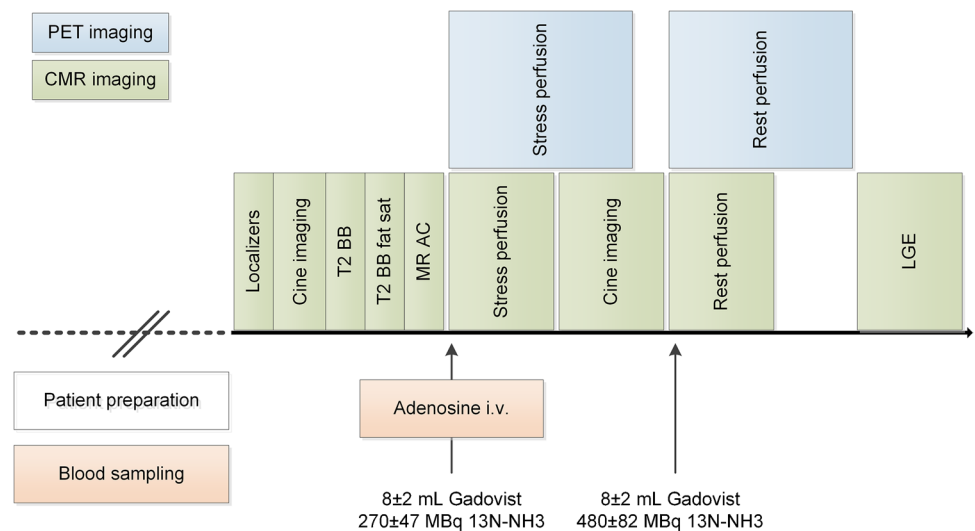 PET imaging
CMR imaging
Stress perfusion
Rest perfusion
Localizers
Cine imaging
T2 BB
T2 BB fat sat
MR AC
Stress perfusion
Cine imaging
Rest perfusion
LGE
Patient preparation
Blood sampling
Adenosine i.v.
8±2 mL Gadovist
270±47 MBq 13N-NH3
8±2 mL Gadovist
480±82 MBq 13N-NH3